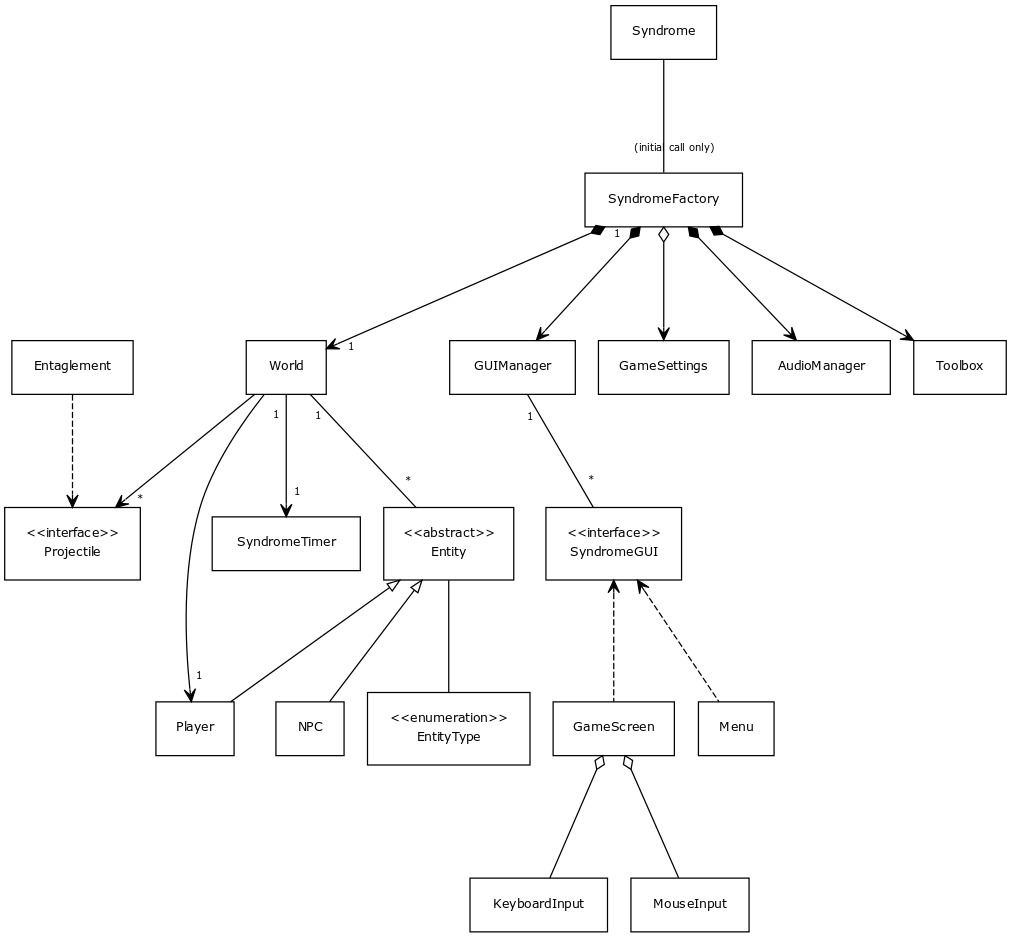 Syndrome
(initial call only)
SyndromeFactory
1
1
Entaglement
World
GUIManager
GameSettings
AudioManager
Toolbox
1
1
1
*
*
*
1
<<interface>>
Projectile
SyndromeTimer
<<abstract>>
Entity
<<interface>>
SyndromeGUI
1
Player
NPC
<<enumeration>>
EntityType
GameScreen
Menu
KeyboardInput
MouseInput